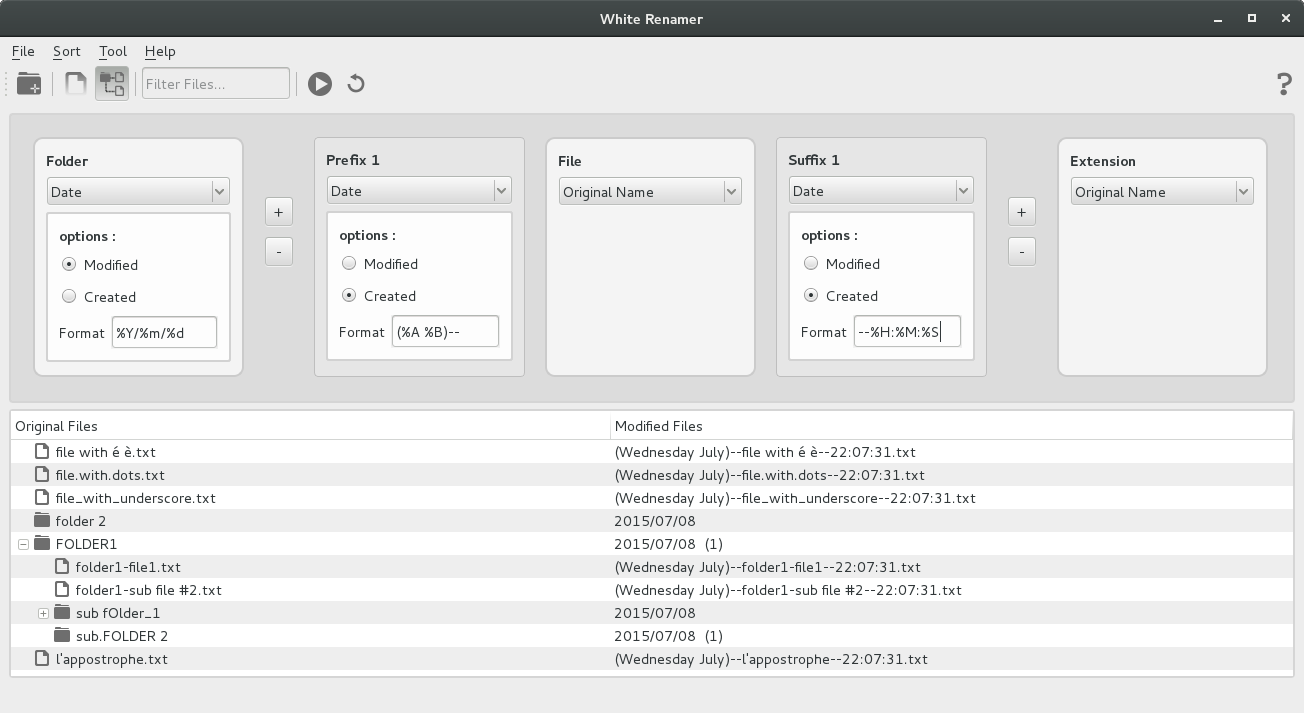 White Renamer
File Sort Tool Help
Filter Files...
?
Folder
Date
options :
Modified
Created
Format %Y/%m/%d
+
-
Prefix 1
Date
options :
Modified
Created
Format (%A %B)--
File
Original Name
Suffix 1
Date
options :
Modified
Created
Format --%H:%M:%S
+
-
Extension
Original Name
Original Files Modified Files
file with é è.txt (Wednesday July)--file with é è--22:07:31.txt
file.with.dots.txt (Wednesday July)--file.with.dots--22:07:31.txt
file_with_underscore.txt (Wednesday July)--file_with_underscore--22:07:31.txt
folder 2 2015/07/08
FOLDER1 2015/07/08 (1)
folder1-file1.txt (Wednesday July)--folder1-file1--22:07:31.txt
folder1-sub file #2.txt (Wednesday July)--folder1-sub file #2--22:07:31.txt
sub fOlder_1 2015/07/08
sub.FOLDER 2 2015/07/08 (1)
l'appostrophe.txt (Wednesday July)--l'appostrophe--22:07:31.txt